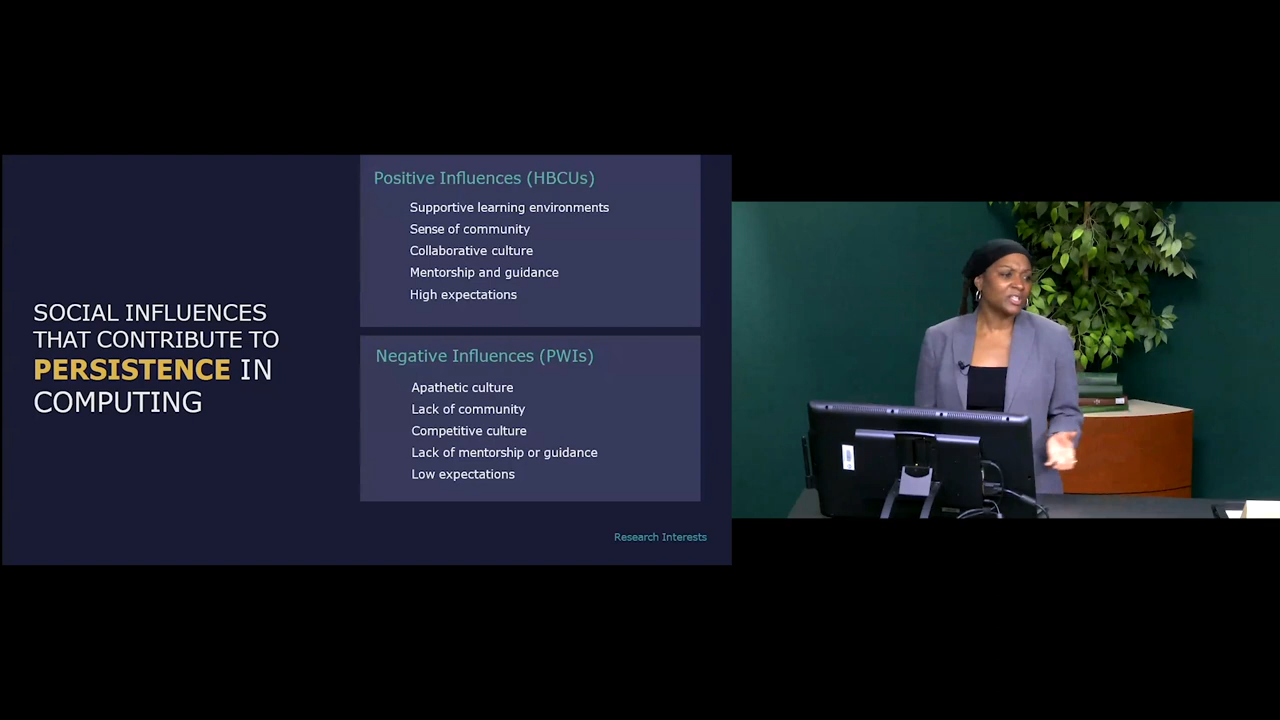 SOCIAL INFLUENCES
THAT CONTRIBUTE TO
PERSISTENCE IN
COMPUTING
Positive Influences (HBCUs)
Supportive learning environments
Sense of community
Collaborative culture
Mentorship and guidance
High expectations
Negative Influences (PWIs)
Apathetic culture
Lack of community
Competitive culture
Lack of mentorship or guidance
Low expectations
Research Interests